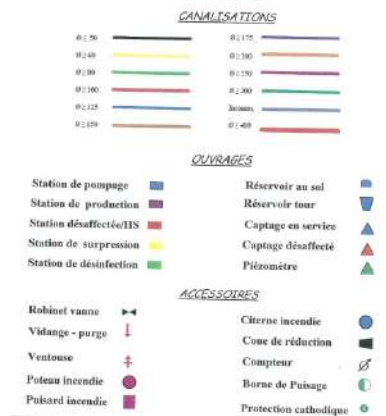 CANALISATIONS
Ø ≥ 50
Ø ≥ 60
Ø ≥ 80
Ø ≥ 100
Ø ≥ 125
Ø ≥ 150
Ø ≥ 175
Ø ≥ 200
Ø ≥ 250
Ø ≥ 300
Ø ≥ 400
OUVRAGES
Station de pompage
Station de production
Station désaffectée/HS
Station de surpression
Station de désinfection
Réservoir au sol
Réservoir tour
Captage en service
Captage désaffecté
Piézomètre
ACCESSOIRES
Robinet vanne
Vidange - purge
Ventouse
Poteau incendie
Puisard incendie
Citerne incendie
Cone de réduction
Compteur
Borne de Puisage
Protection cathodique